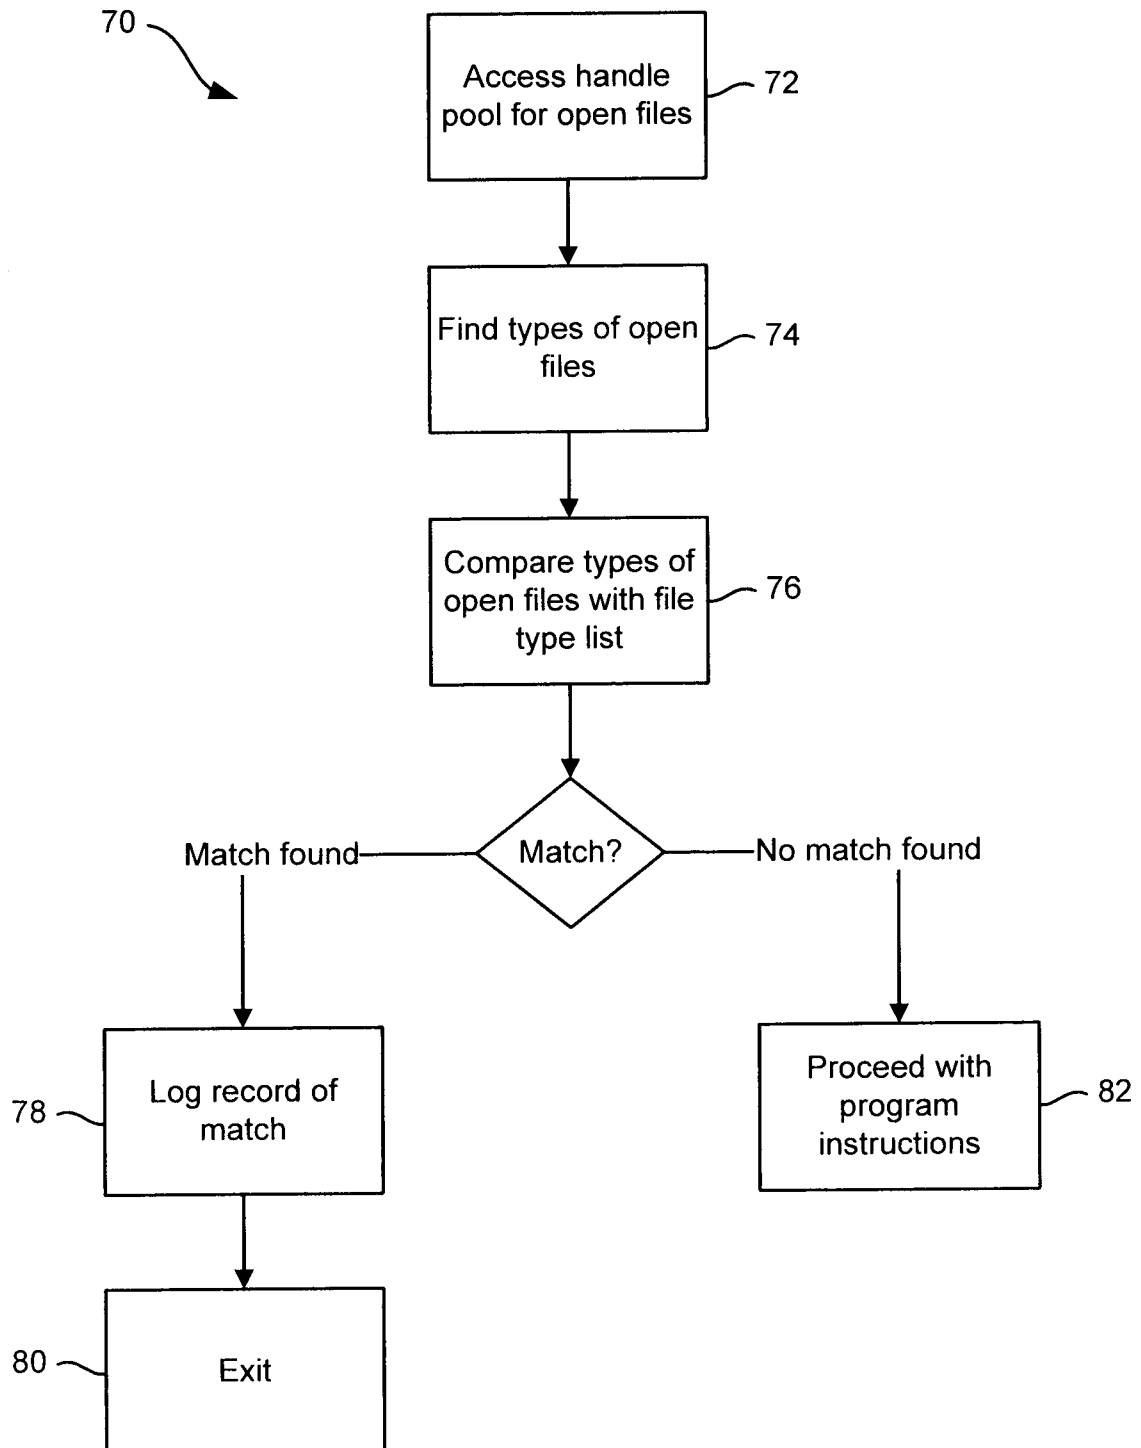 70
Access handle
pool for open files
72
Find types of open
files
74
Compare types of
open files with file
type list
76
Match found
Match?
No match found
Log record of
match
78
Proceed with
program
instructions
82
Exit
80